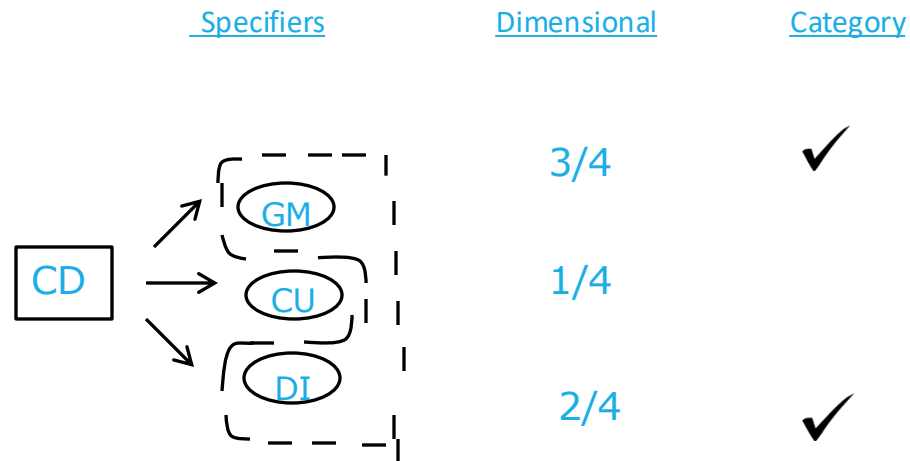 Specifiers Dimensional Category
3/4
GM
CD CU 1/4
DI
2/4